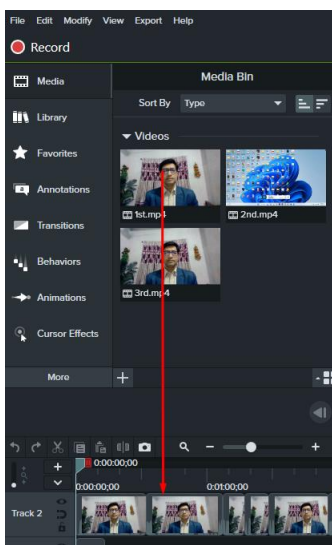 File Edit Modify View Export Help
Record
Media
Library
Favorites
Annotations
Transitions
Behaviors
Animations
Cursor Effects
More
Media Bin
Sort By Type
Videos
1st.mp4
2nd.mp4
3rd.mp4
0:00:00;00
0:00:00;00 0:01:00;00
Track 2